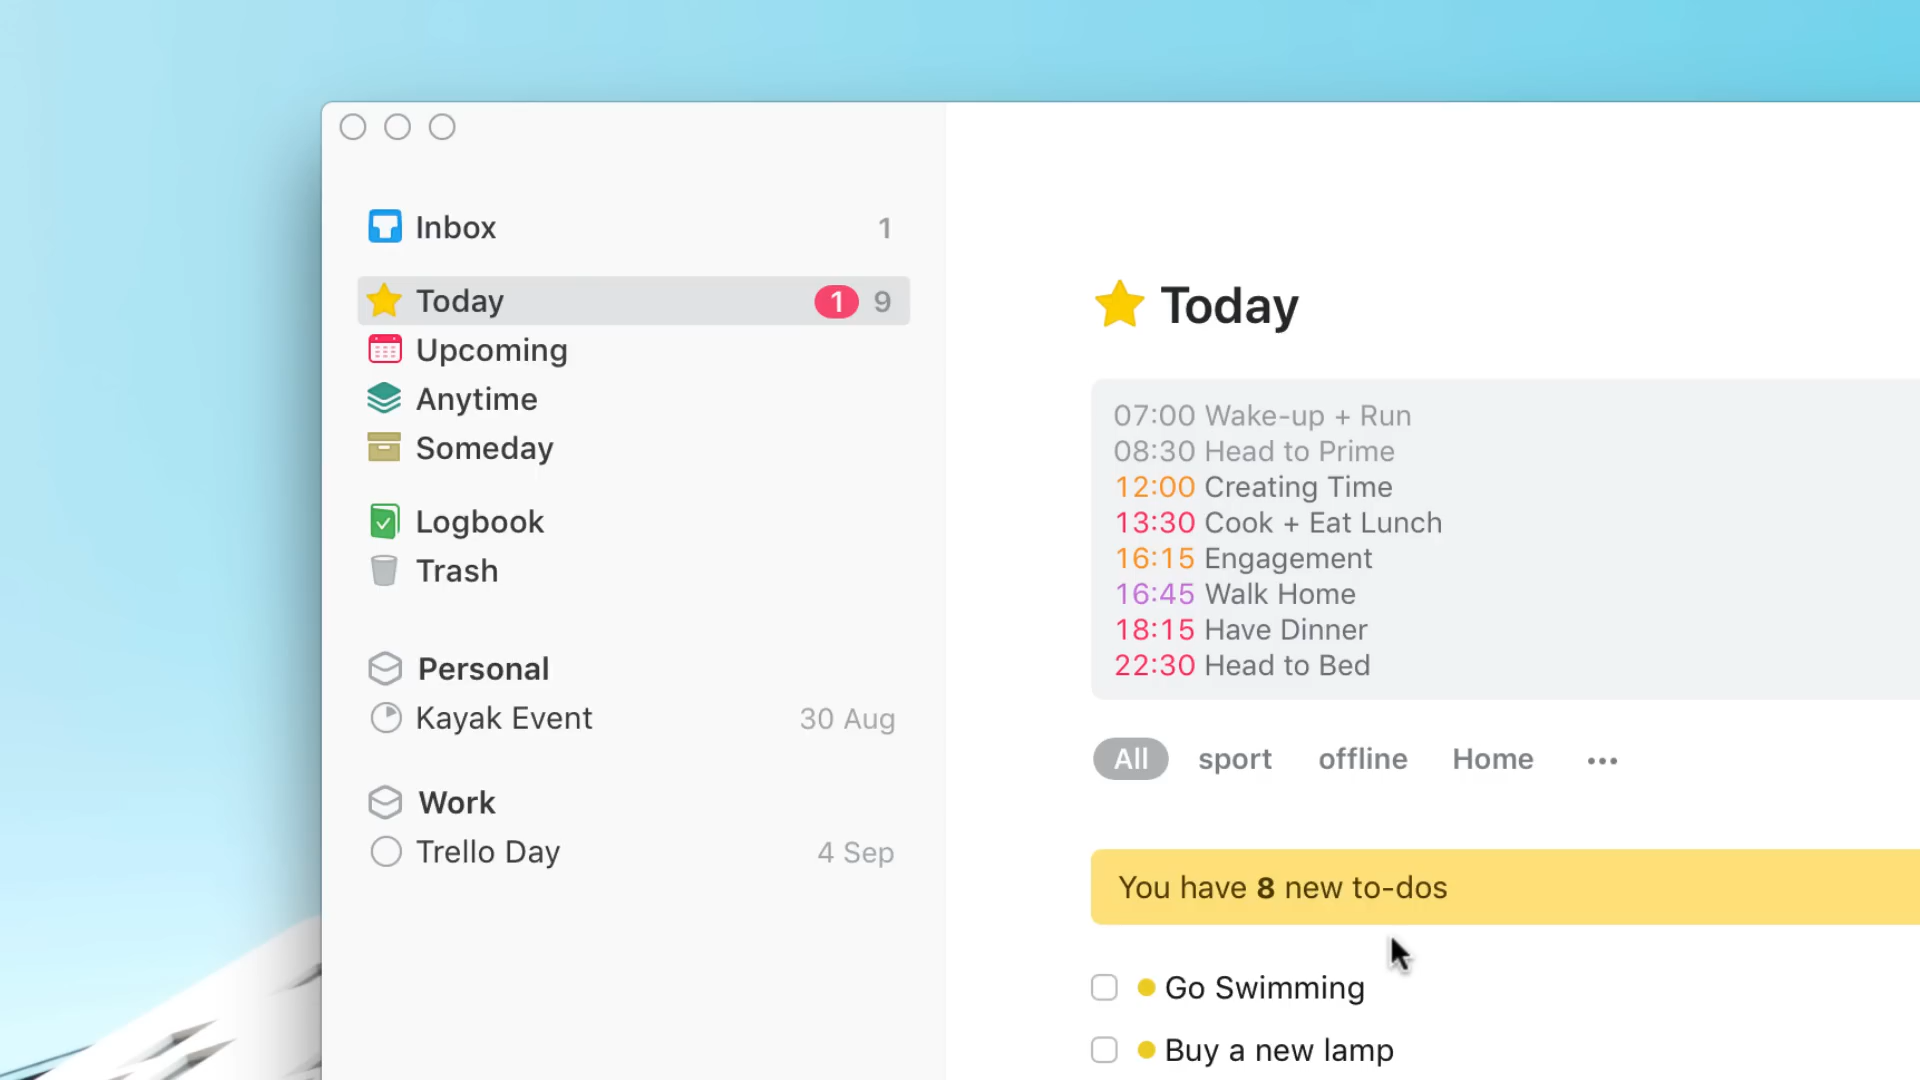 Inbox 1
Today 1 9
Upcoming
Anytime
Someday
Logbook
Trash
Personal
Kayak Event 30 Aug
Work
Trello Day 4 Sep
Today
07:00 Wake-up + Run
08:30 Head to Prime
12:00 Creating Time
13:30 Cook + Eat Lunch
16:15 Engagement
16:45 Walk Home
18:15 Have Dinner
22:30 Head to Bed
All sport offline Home •••
You have 8 new to-dos
Go Swimming
Buy a new lamp